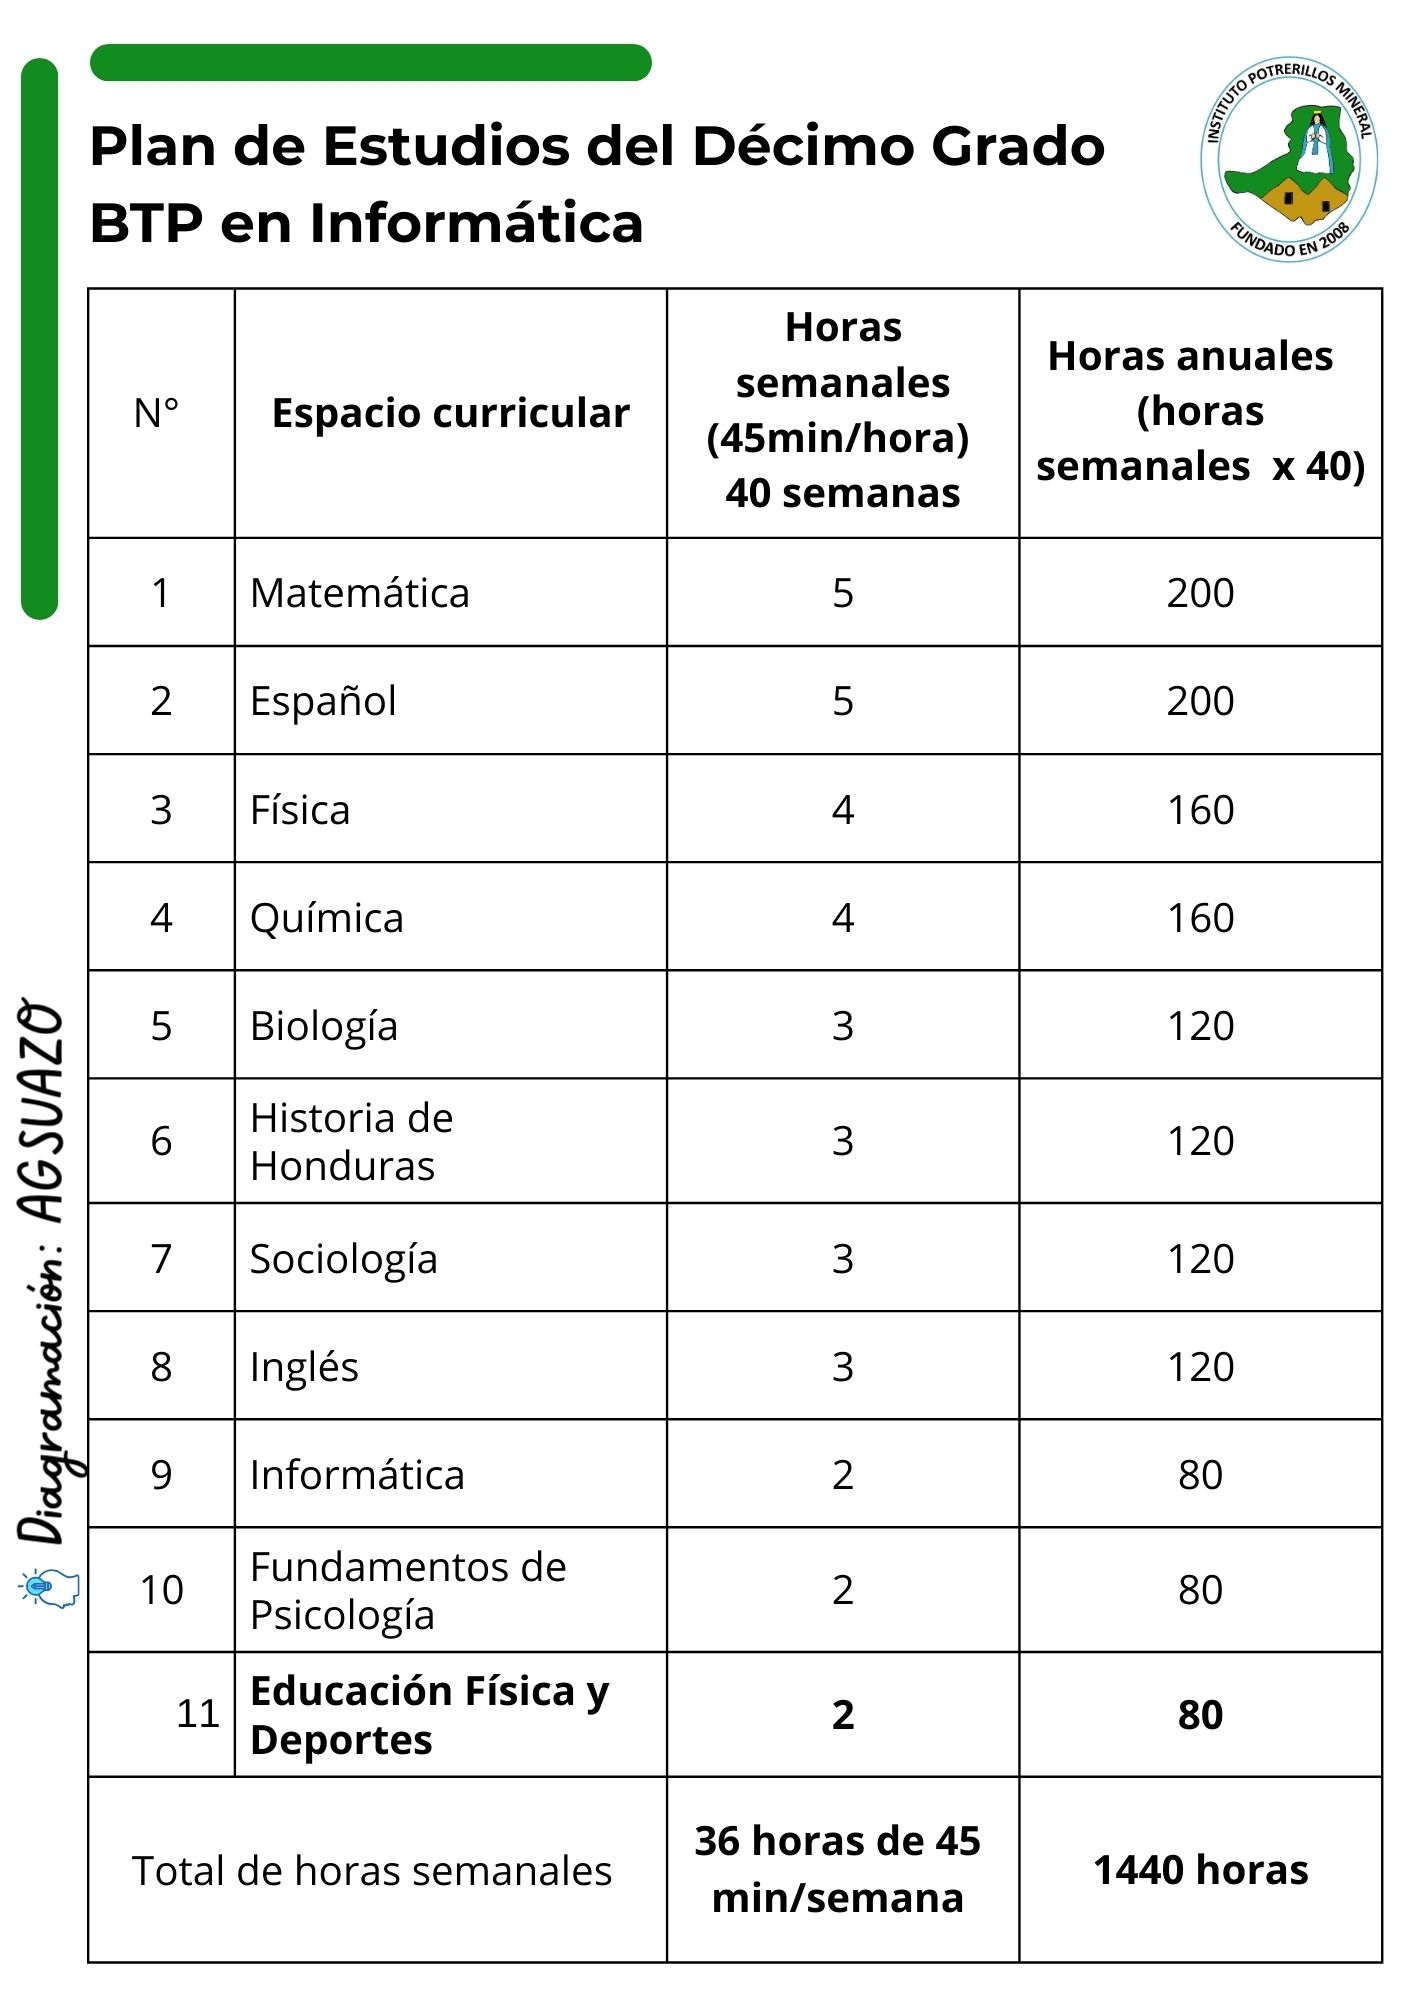 Plan de Estudios del Décimo Grado
BTP en Informática
INSTITUTO POTRERILLOS MINERAL
FUNDADO EN 2008
N°
Espacio curricular
Horas
semanales
(45min/hora)
40 semanas
Horas anuales
(horas
semanales x 40)
1 Matemática 5 200
2 Español 5 200
3 Física 4 160
4 Química 4 160
5 Biología 3 120
6 Historia de
Honduras 3 120
7 Sociología 3 120
8 Inglés 3 120
9 Informática 2 80
10 Fundamentos de
Psicología 2 80
11 Educación Física y
Deportes 2 80
Total de horas semanales
36 horas de 45
min/semana
1440 horas
Diagramación: AGSUAZO